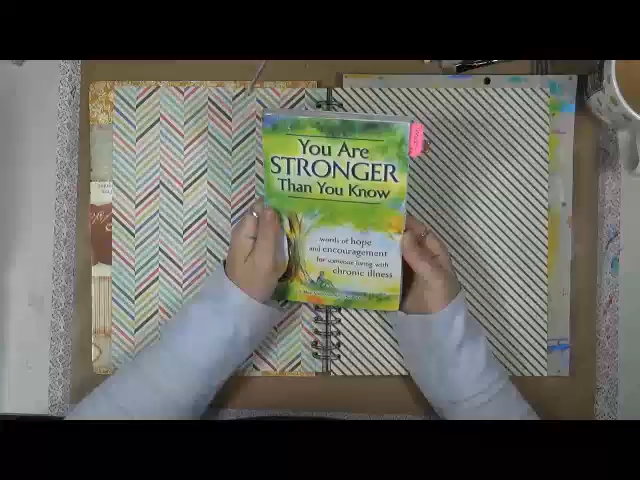 You Are
STRONGER
Than You Know
words of hope
and encouragement
for someone living with
chronic illness